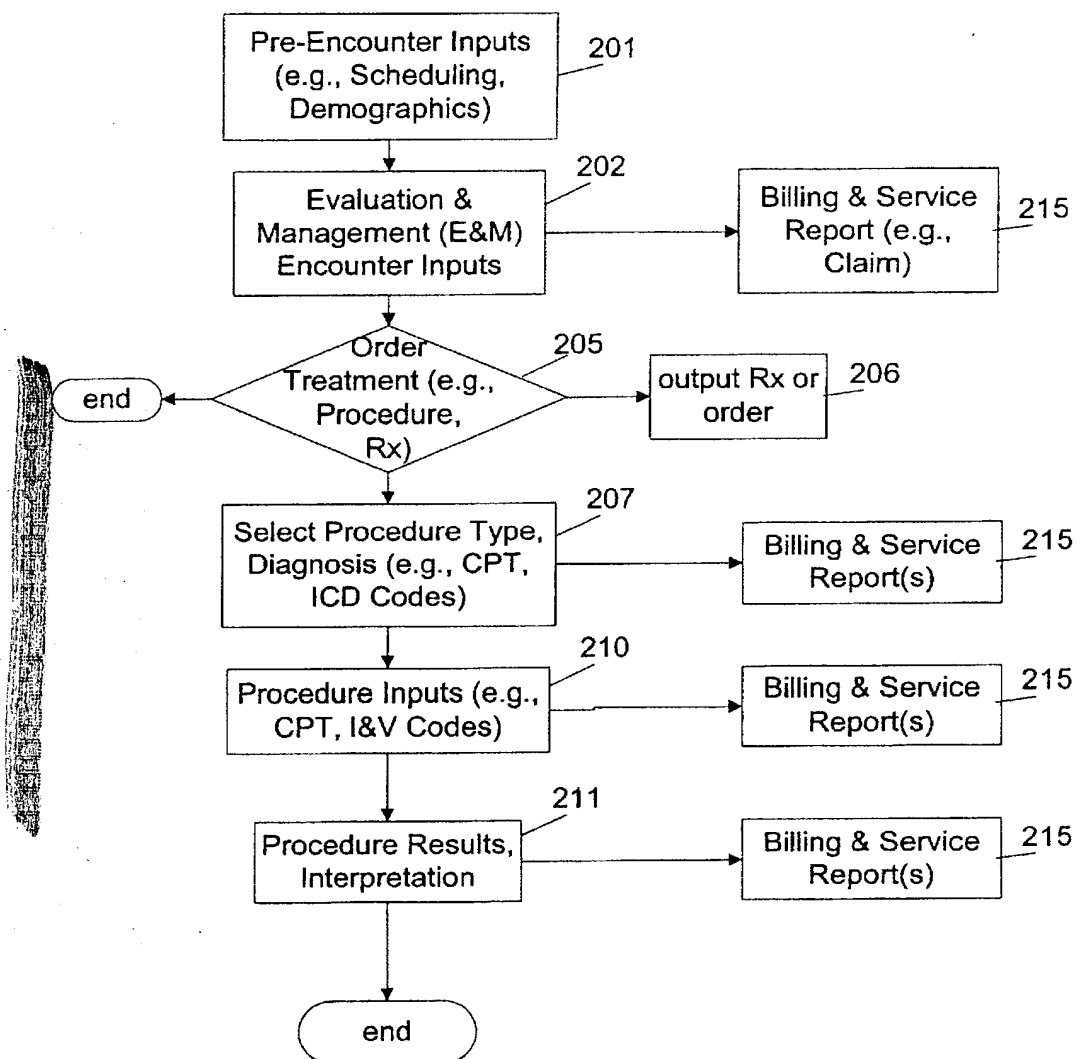 Pre-Encounter Inputs
(e.g., Scheduling,
Demographics)
201
Evaluation &
Management (E&M)
Encounter Inputs
202
Billing & Service
Report (e.g.,
Claim)
215
Order
Treatment (e.g.,
Procedure,
Rx)
205
end
output Rx or
order
206
Select Procedure Type,
Diagnosis (e.g., CPT,
ICD Codes)
207
Billing & Service
Report(s)
215
Procedure Inputs (e.g.,
CPT, I&V Codes)
210
Billing & Service
Report(s)
215
Procedure Results,
Interpretation
211
Billing & Service
Report(s)
215
end